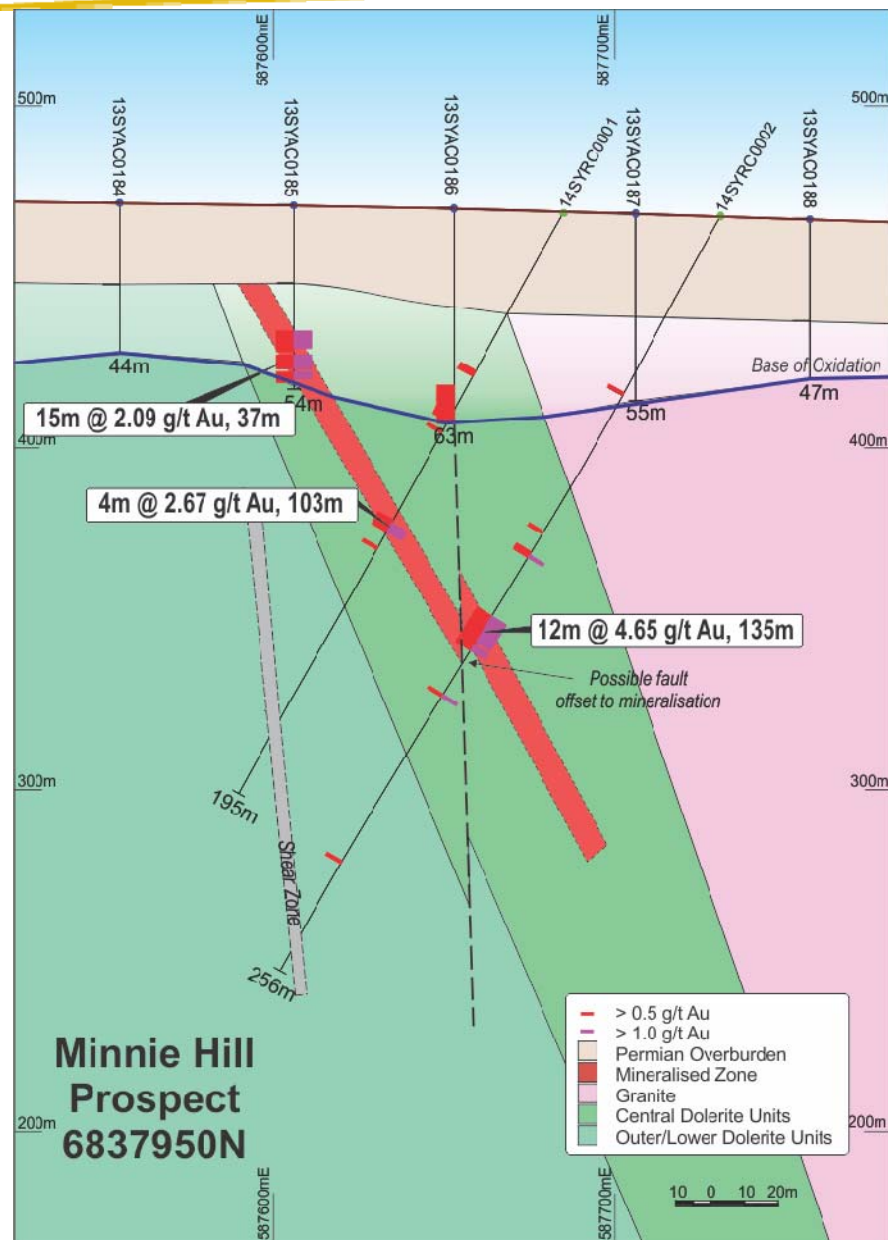 587600mE
587700mE
500m
500m
13SYAC0184
13SYAC0185
13SYAC0186
14SYRC0001
13SYAC0187
14SYRC0002
13SYAC0188
Base of Oxidation
44m
54m
63m
55m
47m
15m @ 2.09 g/t Au, 37m
400m
400m
4m @ 2.67 g/t Au, 103m
12m @ 4.65 g/t Au, 135m
Possible fault
offset to mineralisation
300m
300m
195m
Shear Zone
256m
Minnie Hill
Prospect
6837950N
> 0.5 g/t Au
> 1.0 g/t Au
Permian Overburden
Mineralised Zone
Granite
Central Dolerite Units
Outer/Lower Dolerite Units
200m
200m
587600mE
587700mE
10 0 10 20m